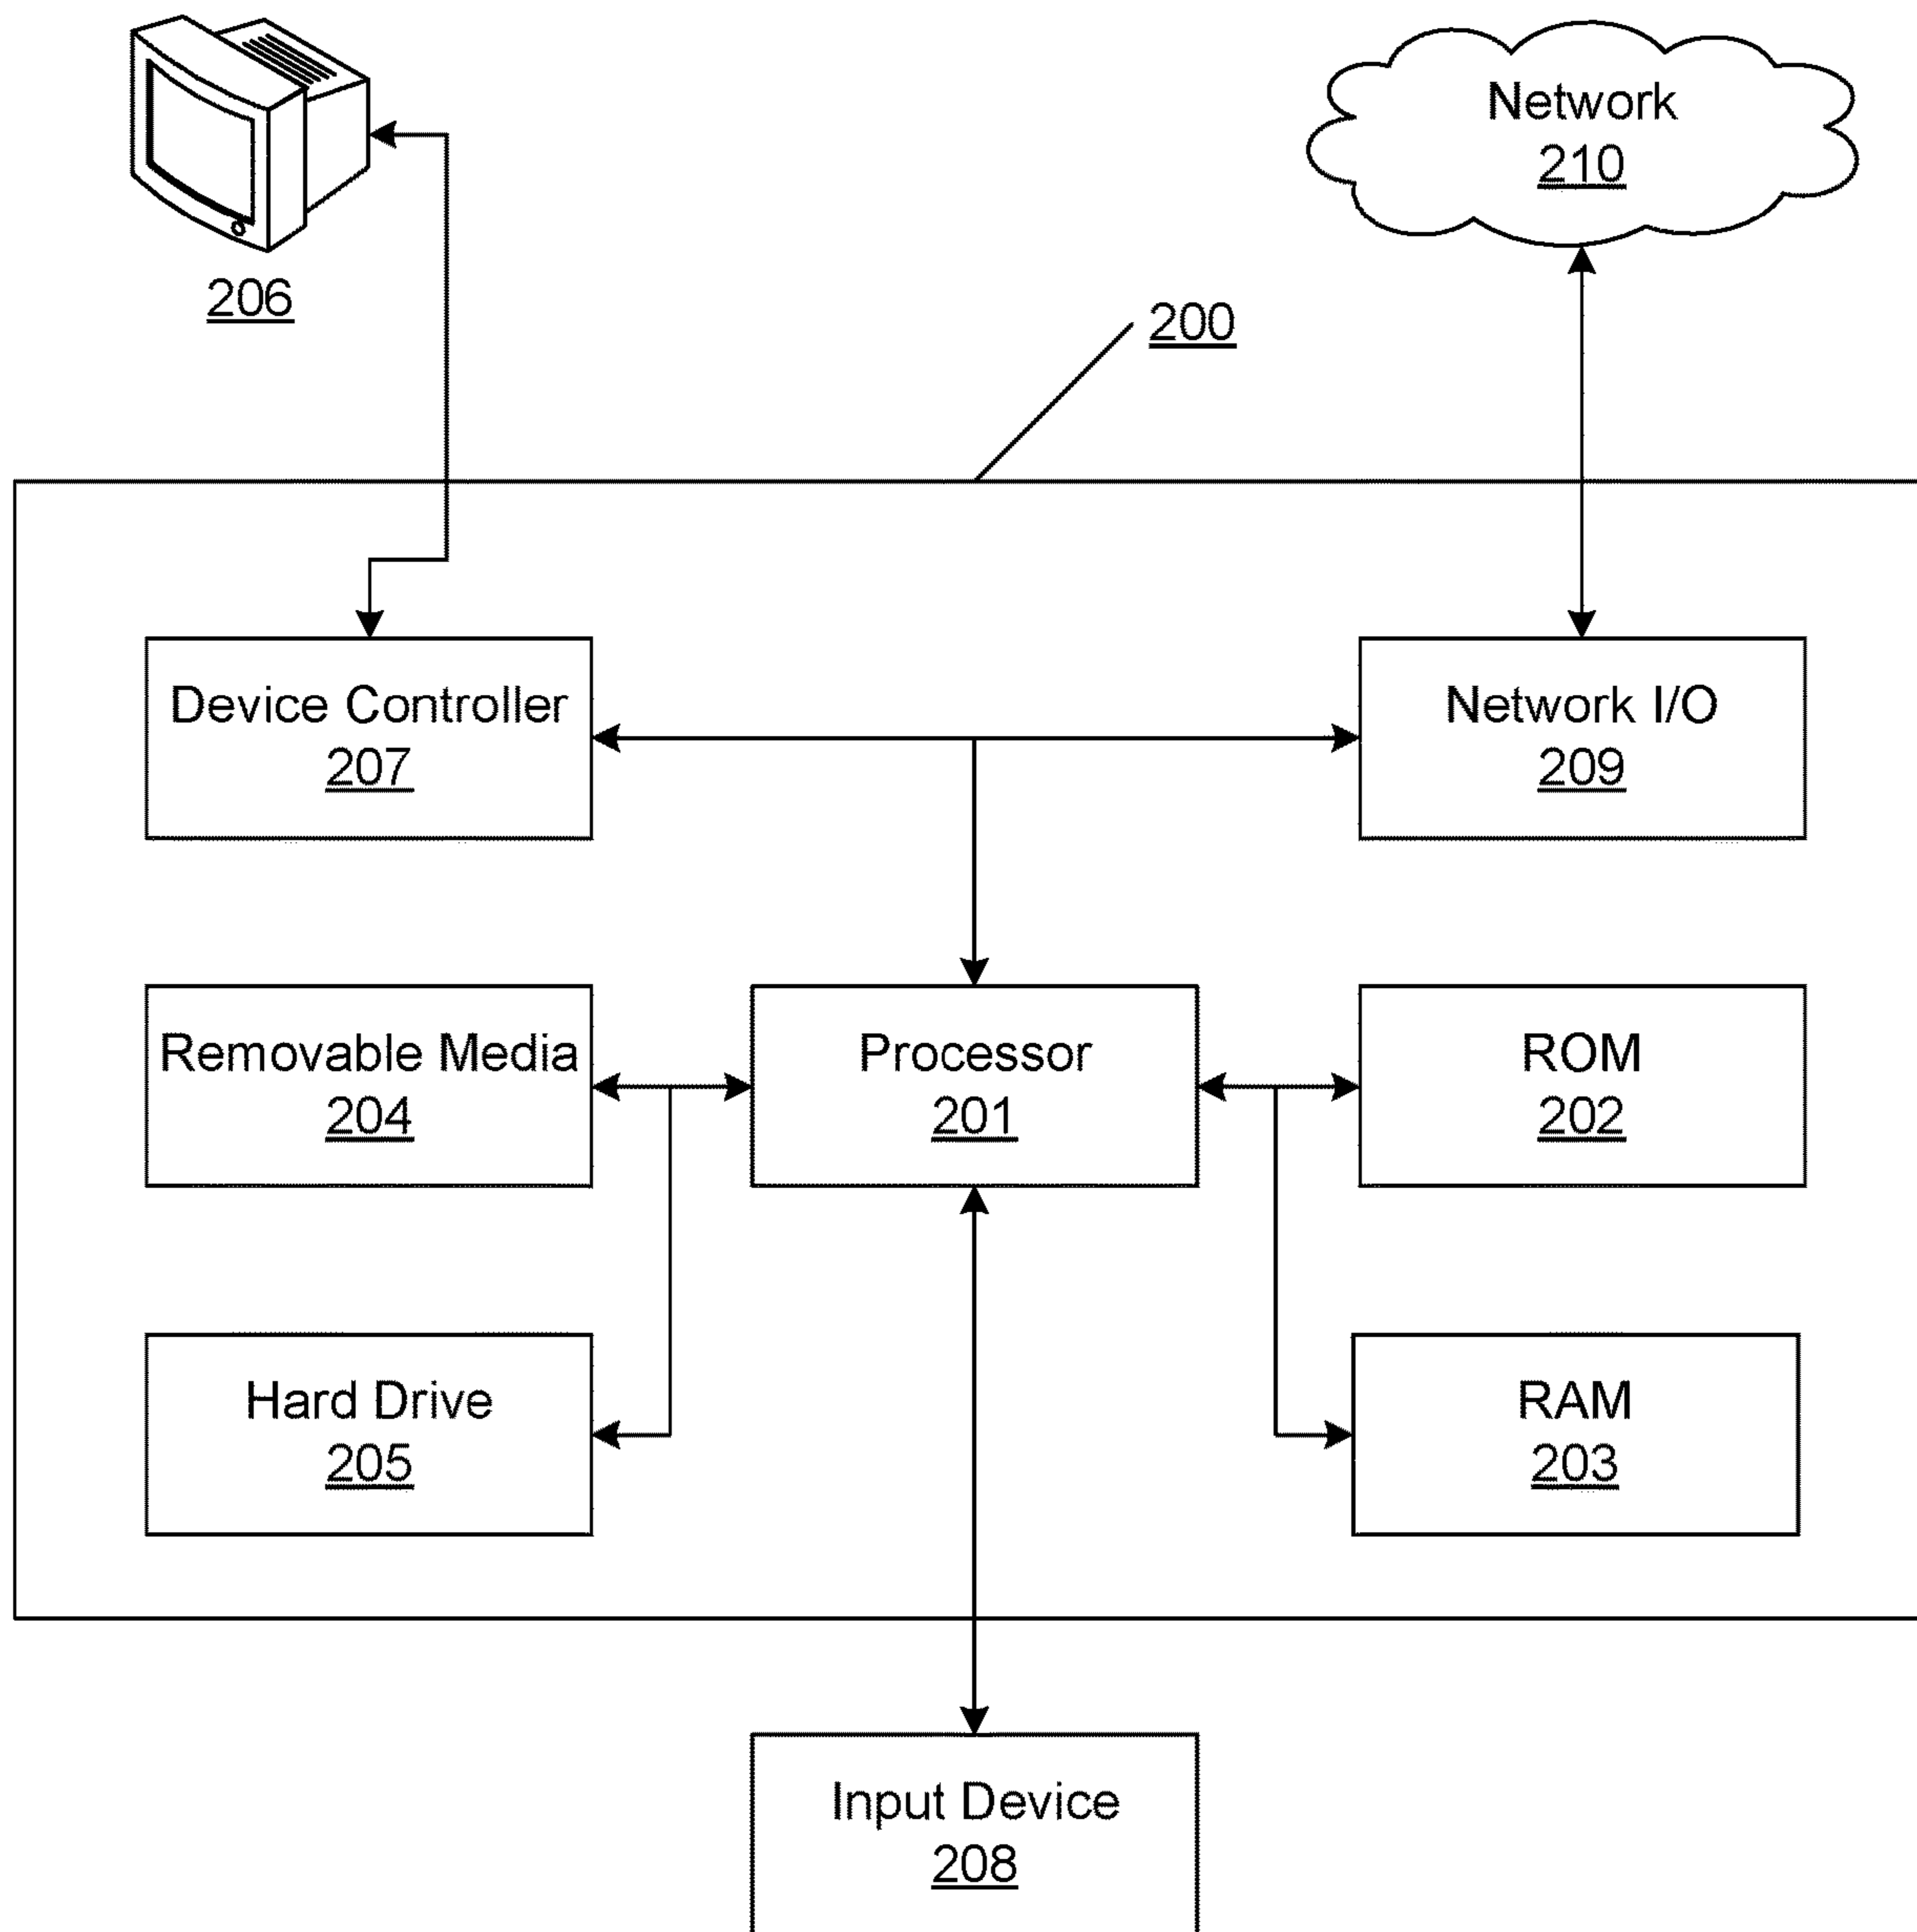 Network
210
206
200
Device Controller
207
Network I/O
209
Removable Media
204
Processor
201
ROM
202
Hard Drive
205
RAM
203
Input Device
208